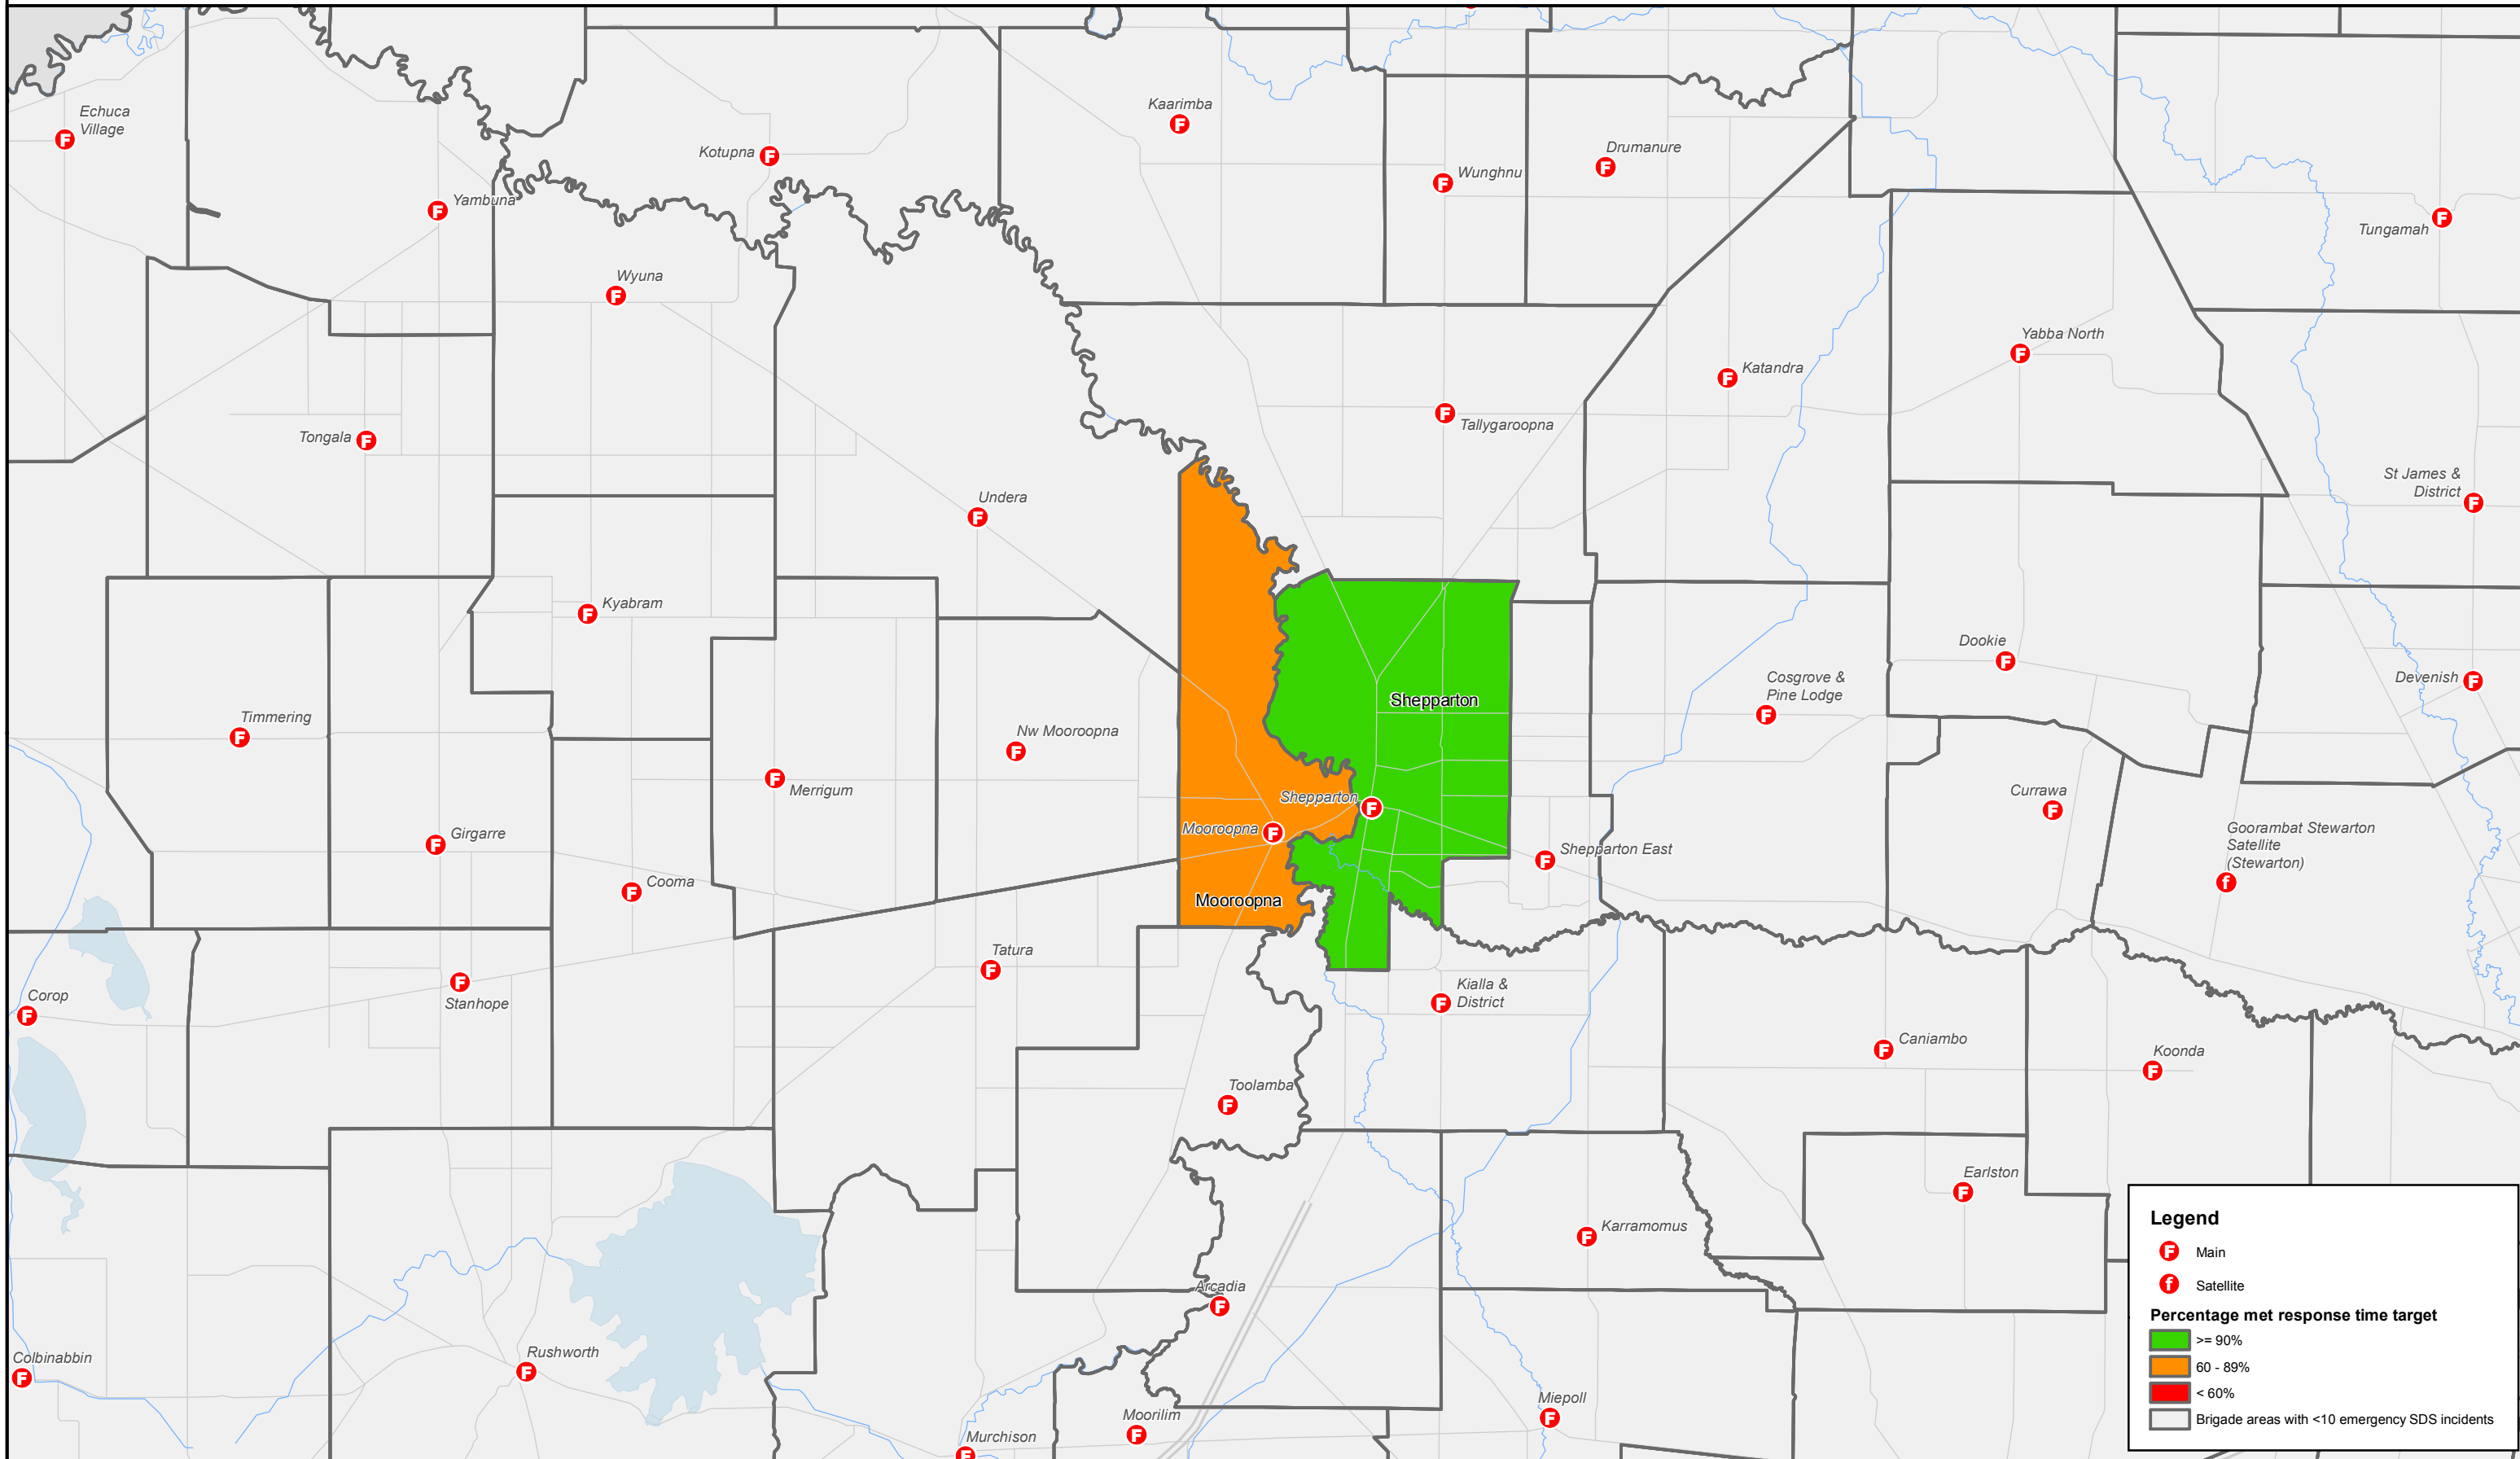 Echuca
Village
Kaarimba
Kotupna
Drumanure
Wunghnu
Yambuna
Tungamah
Wyuna
Yabba North
Katandra
Tallygaroopna
Tongala
St James &
District
Undera
Kyabram
Dookie
Devenish
Cosgrove &
Pine Lodge
Shepparton
Timmering
Nw Mooroopna
Merrigum
Currawa
Shepparton
Mooroopna
Girgarre
Goorambat Stewarton
Satellite
(Stewarton)
Shepparton East
Cooma
Mooroopna
Tatura
Kialla &
District
Corop
Stanhope
Caniambo
Koonda
Toolamba
Earlston
Karramomus
Arcadia
Rushworth
Colbinabbin
Miepoll
Moorilim
Murchison
Legend
F Main
f Satellite
Percentage met response time target
>= 90%
60 - 89%
< 60%
Brigade areas with <10 emergency SDS incidents